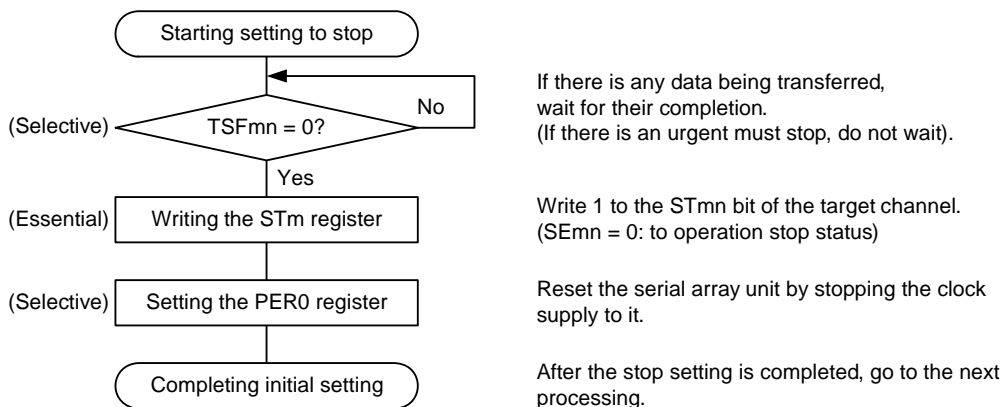 Starting setting to stop
No
If there is any data being transferred,
wait for their completion.
(If there is an urgent must stop, do not wait).
(Selective)
TSFmn = 0?
Yes
(Essential)
Writing the STm register
Write 1 to the STmn bit of the target channel.
(SEmn = 0: to operation stop status)
(Selective)
Setting the PER0 register
Reset the serial array unit by stopping the clock
supply to it.
Completing initial setting
After the stop setting is completed, go to the next
processing.